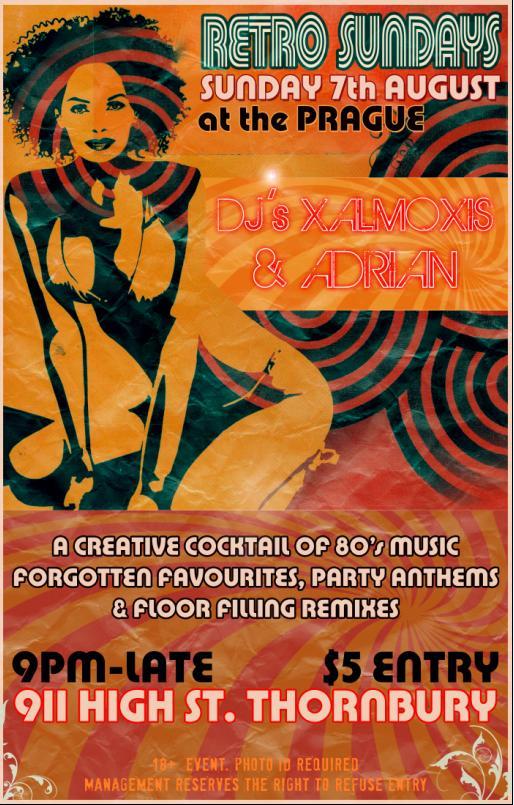 RETRO SUNDAYS
SUNDAY 7th AUGUST
at the PRAGUE
DJ's XALMOXIS
& ADRIAN
A CREATIVE COCKTAIL OF 80's MUSIC
FORGOTTEN FAVOURITES, PARTY ANTHEMS
& FLOOR FILLING REMIXES
9PM-LATE $5 ENTRY
911 HIGH ST. THORNBURY
18+ EVENT. PHOTO ID REQUIRED
MANAGEMENT RESERVES THE RIGHT TO REFUSE ENTRY